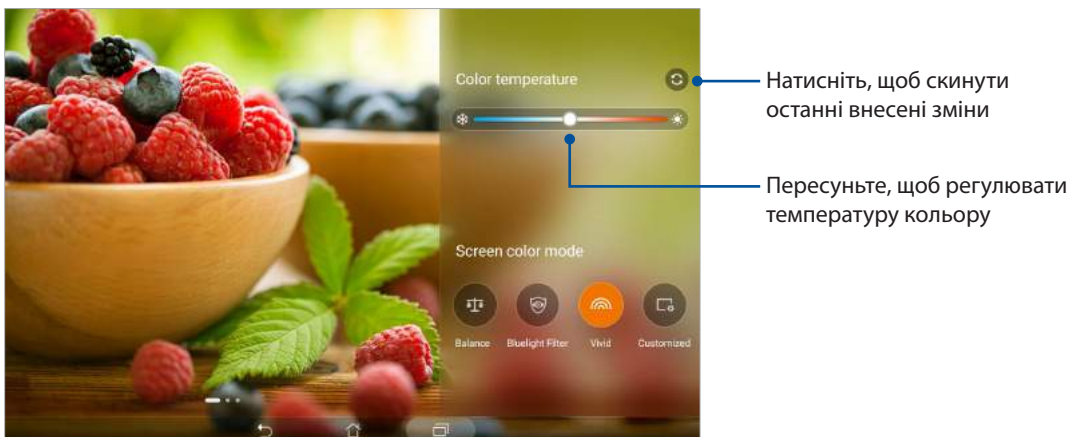 Color temperature
Натисніть, щоб скинути
останні внесені зміни
Пересуньте, щоб регулювати
температуру кольору
Screen color mode
Balance
Bluelight Filter
Vivid
Customized